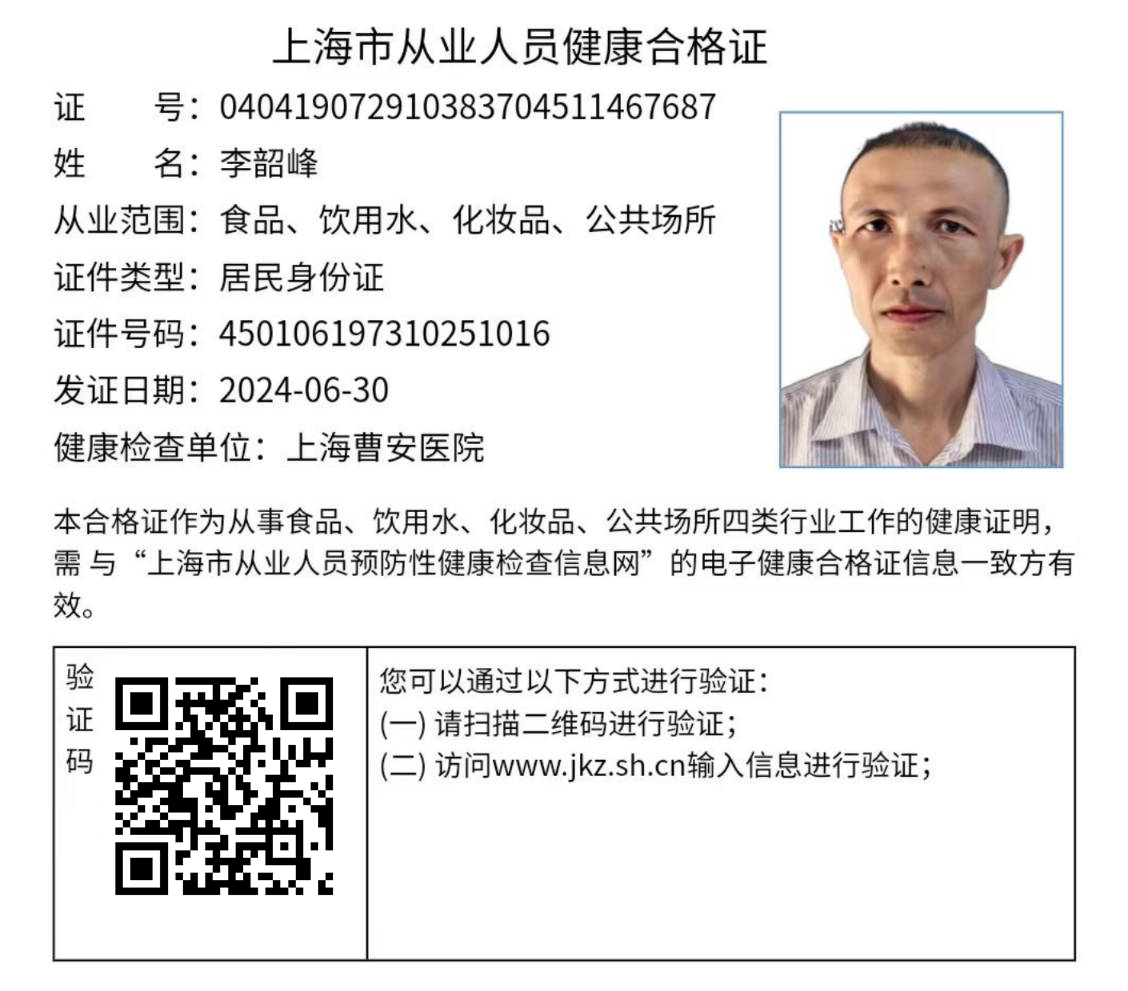 上海市从业人员健康合格证
证 号：040419072910383704511467687
姓 名：李韶峰
从业范围：食品、饮用水、化妆品、公共场所
证件类型：居民身份证
证件号码：450106197310251016
发证日期：2024-06-30
健康检查单位：上海曹安医院
本合格证作为从事食品、饮用水、化妆品、公共场所四类行业工作的健康证明，
需 与“上海市从业人员预防性健康检查信息网”的电子健康合格证信息一致方有
效。
验
证
码
您可以通过以下方式进行验证：
(一) 请扫描二维码进行验证；
(二) 访问www.jkz.sh.cn输入信息进行验证；